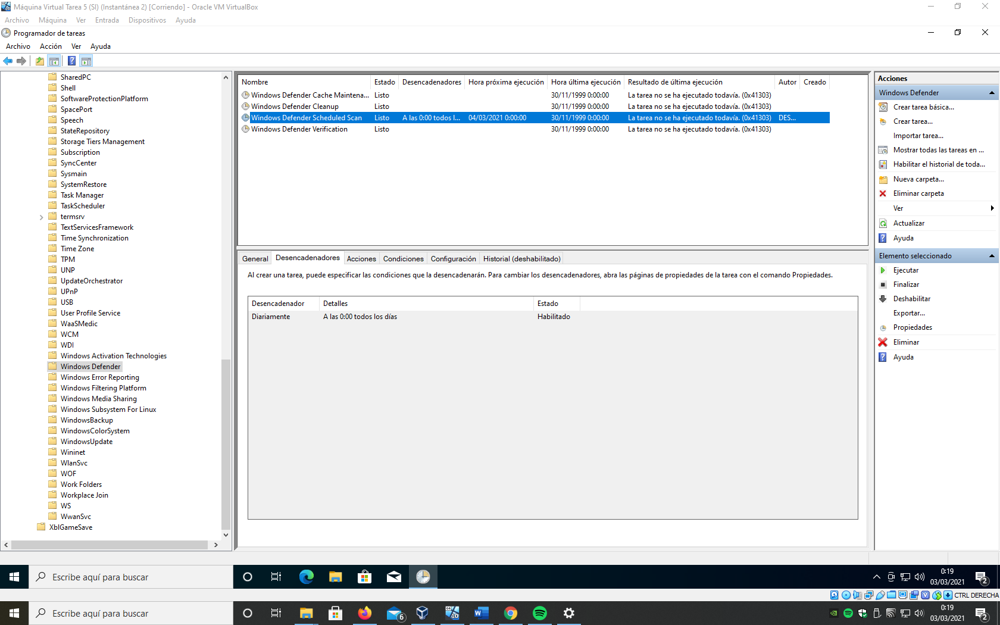 Máquina Virtual Tarea 5 (SI) (Instantánea 2) [Corriendo] - Oracle VM VirtualBox
Archivo Máquina Ver Entrada Dispositivos Ayuda
Programador de tareas
Archivo Acción Ver Ayuda
SharedPC
Shell
SoftwareProtectionPlatform
SpacePort
Speech
StateRepository
Storage Tiers Management
Subscription
SyncCenter
Sysmain
SystemRestore
Task Manager
TaskScheduler
termsrv
TextServicesFramework
Time Synchronization
Time Zone
TPM
UNP
UpdateOrchestrator
UPnP
USB
User Profile Service
WaaSMedic
WCM
WDI
Windows Activation Technologies
Windows Defender
Windows Error Reporting
Windows Filtering Platform
Windows Media Sharing
Windows Subsystem For Linux
WindowsBackup
WindowsColorSystem
WindowsUpdate
Wininet
WlanSvc
WOF
Work Folders
Workplace Join
WS
WwanSvc
XblGameSave
Nombre Estado Desencadenadores Hora próxima ejecución Hora última ejecución Resultado de última ejecución Autor Creado
Windows Defender Cache Maintena... Listo 30/11/1999 0:00:00 La tarea no se ha ejecutado todavía. (0x41303)
Windows Defender Cleanup Listo 30/11/1999 0:00:00 La tarea no se ha ejecutado todavía. (0x41303)
Windows Defender Scheduled Scan Listo A las 0:00 todos l... 04/03/2021 0:00:00 30/11/1999 0:00:00 La tarea no se ha ejecutado todavía. (0x41303) DES...
Windows Defender Verification Listo 30/11/1999 0:00:00 La tarea no se ha ejecutado todavía. (0x41303)
General Desencadenadores Acciones Condiciones Configuración Historial (deshabilitado)
Al crear una tarea, puede especificar las condiciones que la desencadenarán. Para cambiar los desencadenadores, abra las páginas de propiedades de la tarea con el comando Propiedades.
Desencadenador Detalles Estado
Diariamente A las 0:00 todos los días Habilitado
Acciones
Windows Defender
Crear tarea básica...
Crear tarea...
Importar tarea...
Mostrar todas las tareas en ...
Habilitar el historial de toda...
Nueva carpeta...
Eliminar carpeta
Ver
Actualizar
Ayuda
Elemento seleccionado
Ejecutar
Finalizar
Deshabilitar
Exportar...
Propiedades
Eliminar
Ayuda
Escribe aquí para buscar
0:19
03/03/2021
2
CTRL DERECHA
Escribe aquí para buscar
6
10
0:19
03/03/2021
2